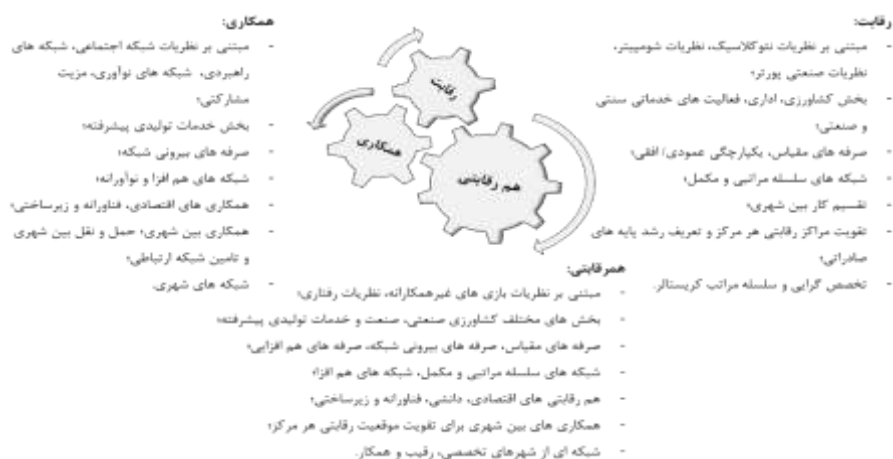 رقابت:
- مبتنی بر نظریات نئوکلاسیک، نظریات شومپیتر،
نظریات صنعتی پورتر؛
- بخش کشاورزی، اداری، فعالیت های خدماتی سنتی
و صنعتی؛
- صرفه های مقیاس، یکپارچگی عمودی/ افقی؛
- شبکه های سلسله مراتبی و مکمل؛
- تقسیم کار بین شهری؛
- تقویت مراکز رقابتی هر مرکز و تعریف رشد پایه های
صادراتی؛
- تخصص گرایی و سلسله مراتب کریستالر.
رقابت
همکاری
هم رقابتی
همکاری:
- مبتنی بر نظریات شبکه اجتماعی، شبکه های
راهبردی، شبکه های نوآوری، مزیت
مشارکتی؛
- بخش خدمات تولیدی پیشرفته؛
- صرفه های بیرونی شبکه؛
- شبکه های هم افزا و نوآورانه؛
- همکاری های اقتصادی، فناورانه و زیرساختی؛
- همکاری بین شهری؛ حمل و نقل بین شهری
و تامین شبکه ارتباطی؛
- شبکه های شهری.
همرقابتی:
- مبتنی بر نظریات بازی های غیرهمکارانه، نظریات رفتاری؛
- بخش های مختلف کشاورزی صنعتی، صنعت و خدمات تولیدی پیشرفته؛
- صرفه های مقیاس، صرفه های بیرونی شبکه، صرفه های هم افزایی؛
- شبکه های سلسله مراتبی و مکمل، شبکه های هم افزا؛
- هم رقابتی های اقتصادی، دانشی، فناورانه و زیرساختی؛
- همکاری های بین شهری برای تقویت موقعیت رقابتی هر مرکز؛
- شبکه ای از شهرهای تخصصی، رقیب و همکار.